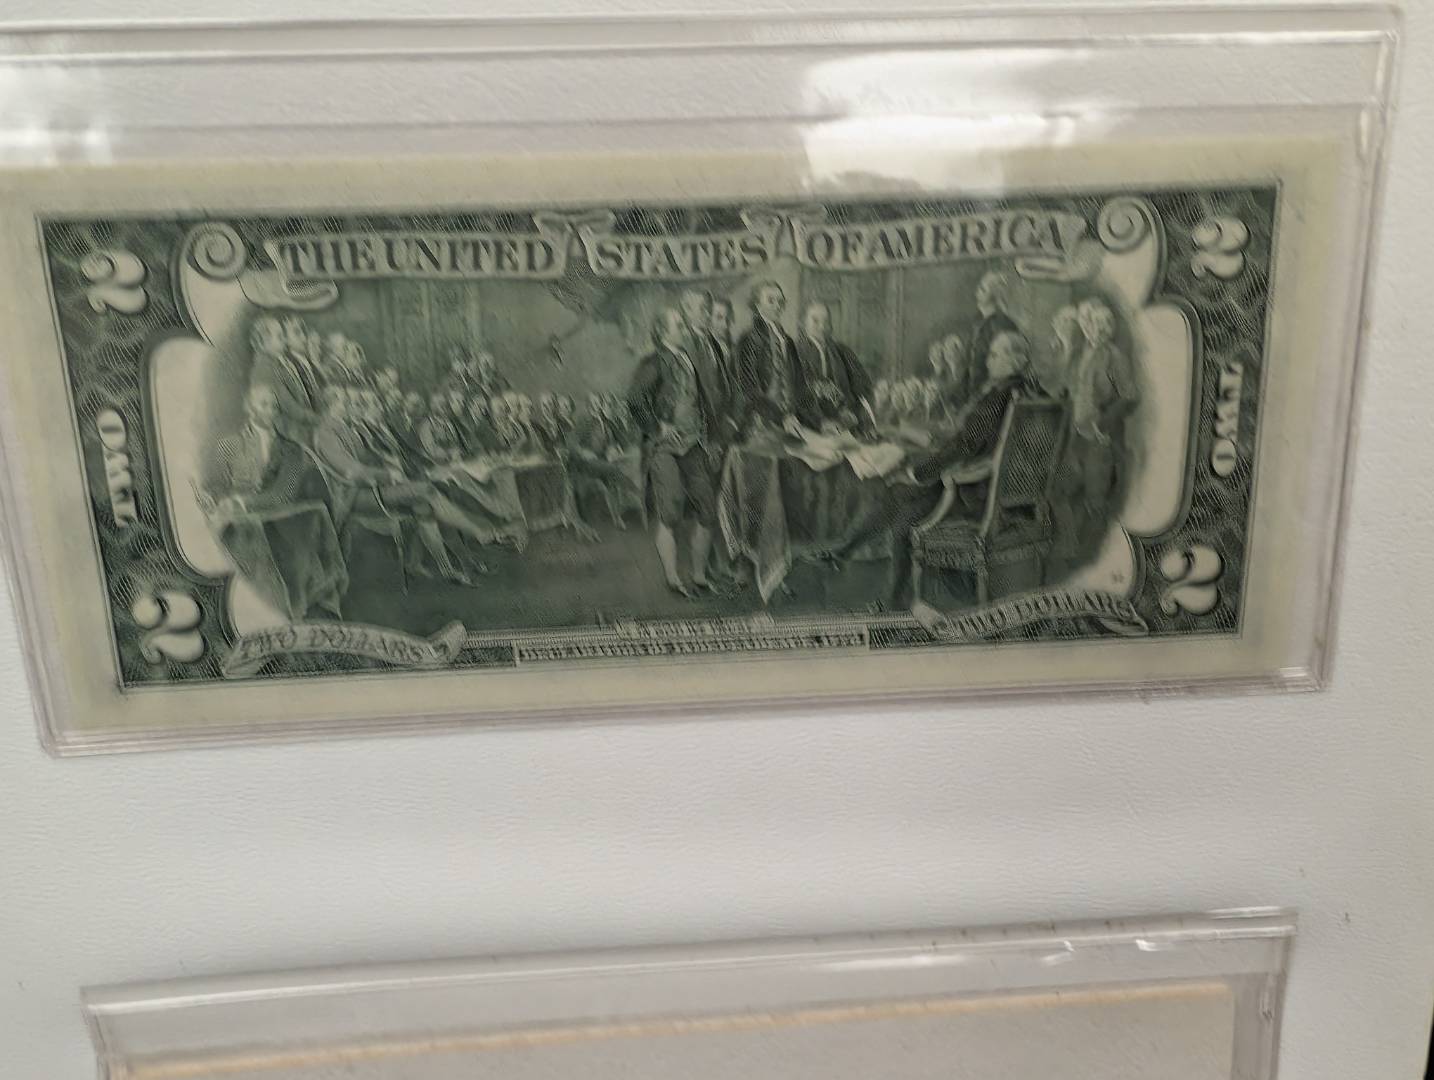 THE UNITED STATES OF AMERICA
2
2
TWO
TWO
2
2
TWO DOLLARS
TWO DOLLARS